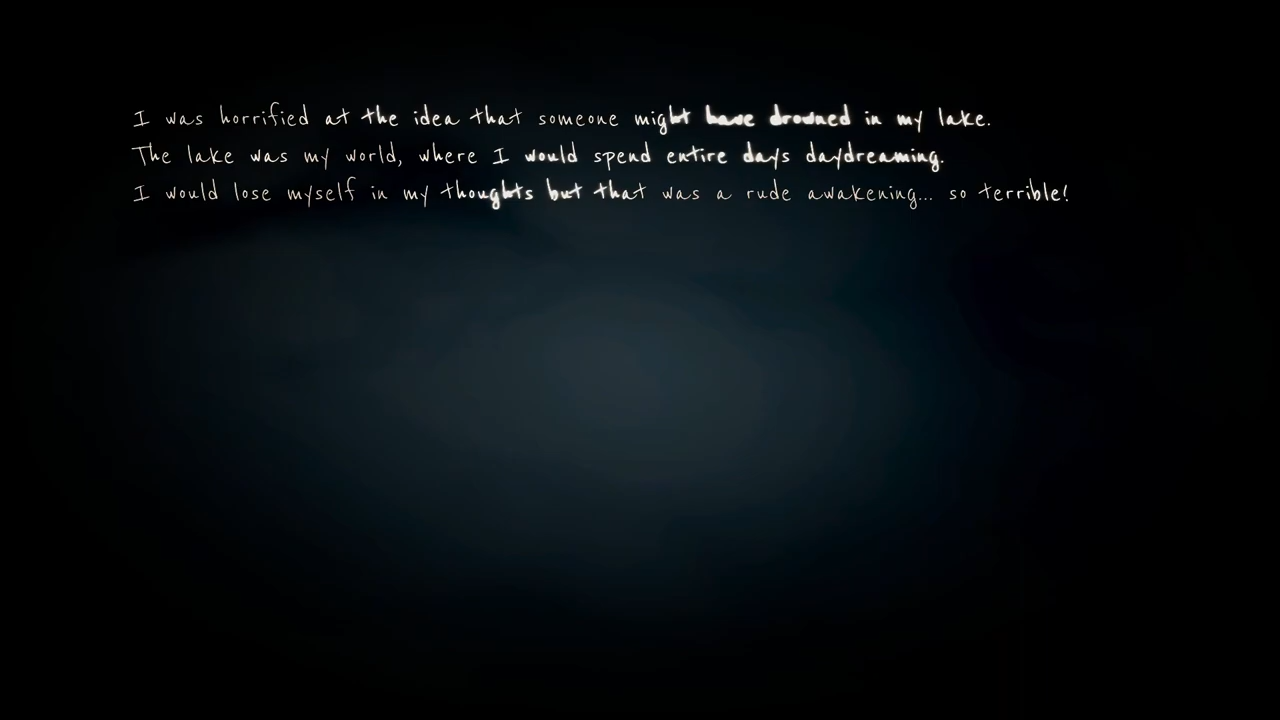 I was horrified at the idea that someone might have drowned in my lake.
The lake was my world, where I would spend entire days daydreaming.
I would lose myself in my thoughts but that was a rude awakening... so terrible!